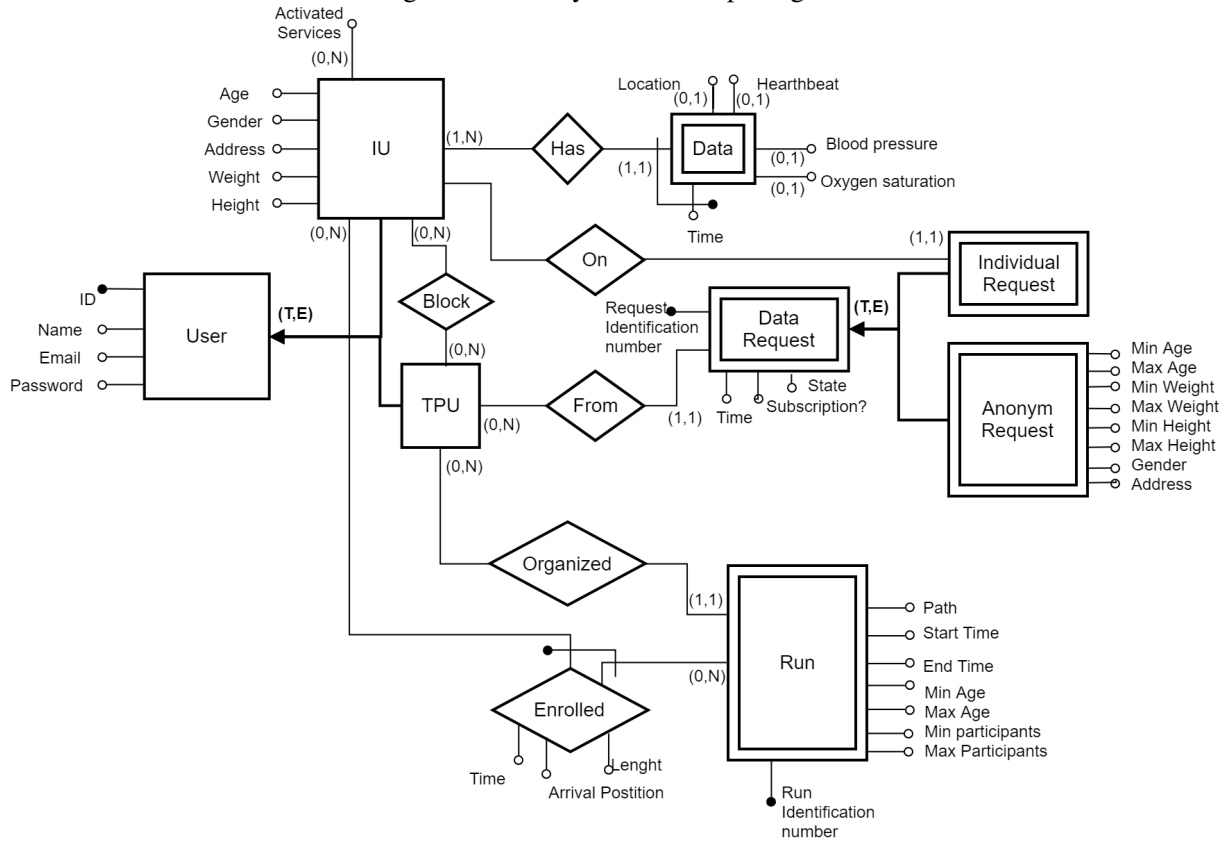 Activated
Services
(0,N)
Age
Gender
Address
Weight
Height
IU
(1,N)
Has
(1,1)
Location
(0,1)
Hearthbeat
(0,1)
Data
Blood pressure
(0,1)
Oxygen saturation
(0,1)
Time
(0,N)
(0,N)
On
(1,1)
Individual
Request
Block
ID
Name
Email
Password
User
(T,E)
Request
Identification
number
Data
Request
(T,E)
(0,N)
TPU
(0,N)
From
(1,1)
Time
Subscription?
State
Anonym
Request
Min Age
Max Age
Min Weight
Max Weight
Min Height
Max Height
Gender
Address
(0,N)
Organized
(1,1)
Run
Path
Start Time
End Time
Min Age
Max Age
Min participants
Max Participants
(0,N)
Enrolled
Time
Arrival Postition
Lenght
Run
Identification
number